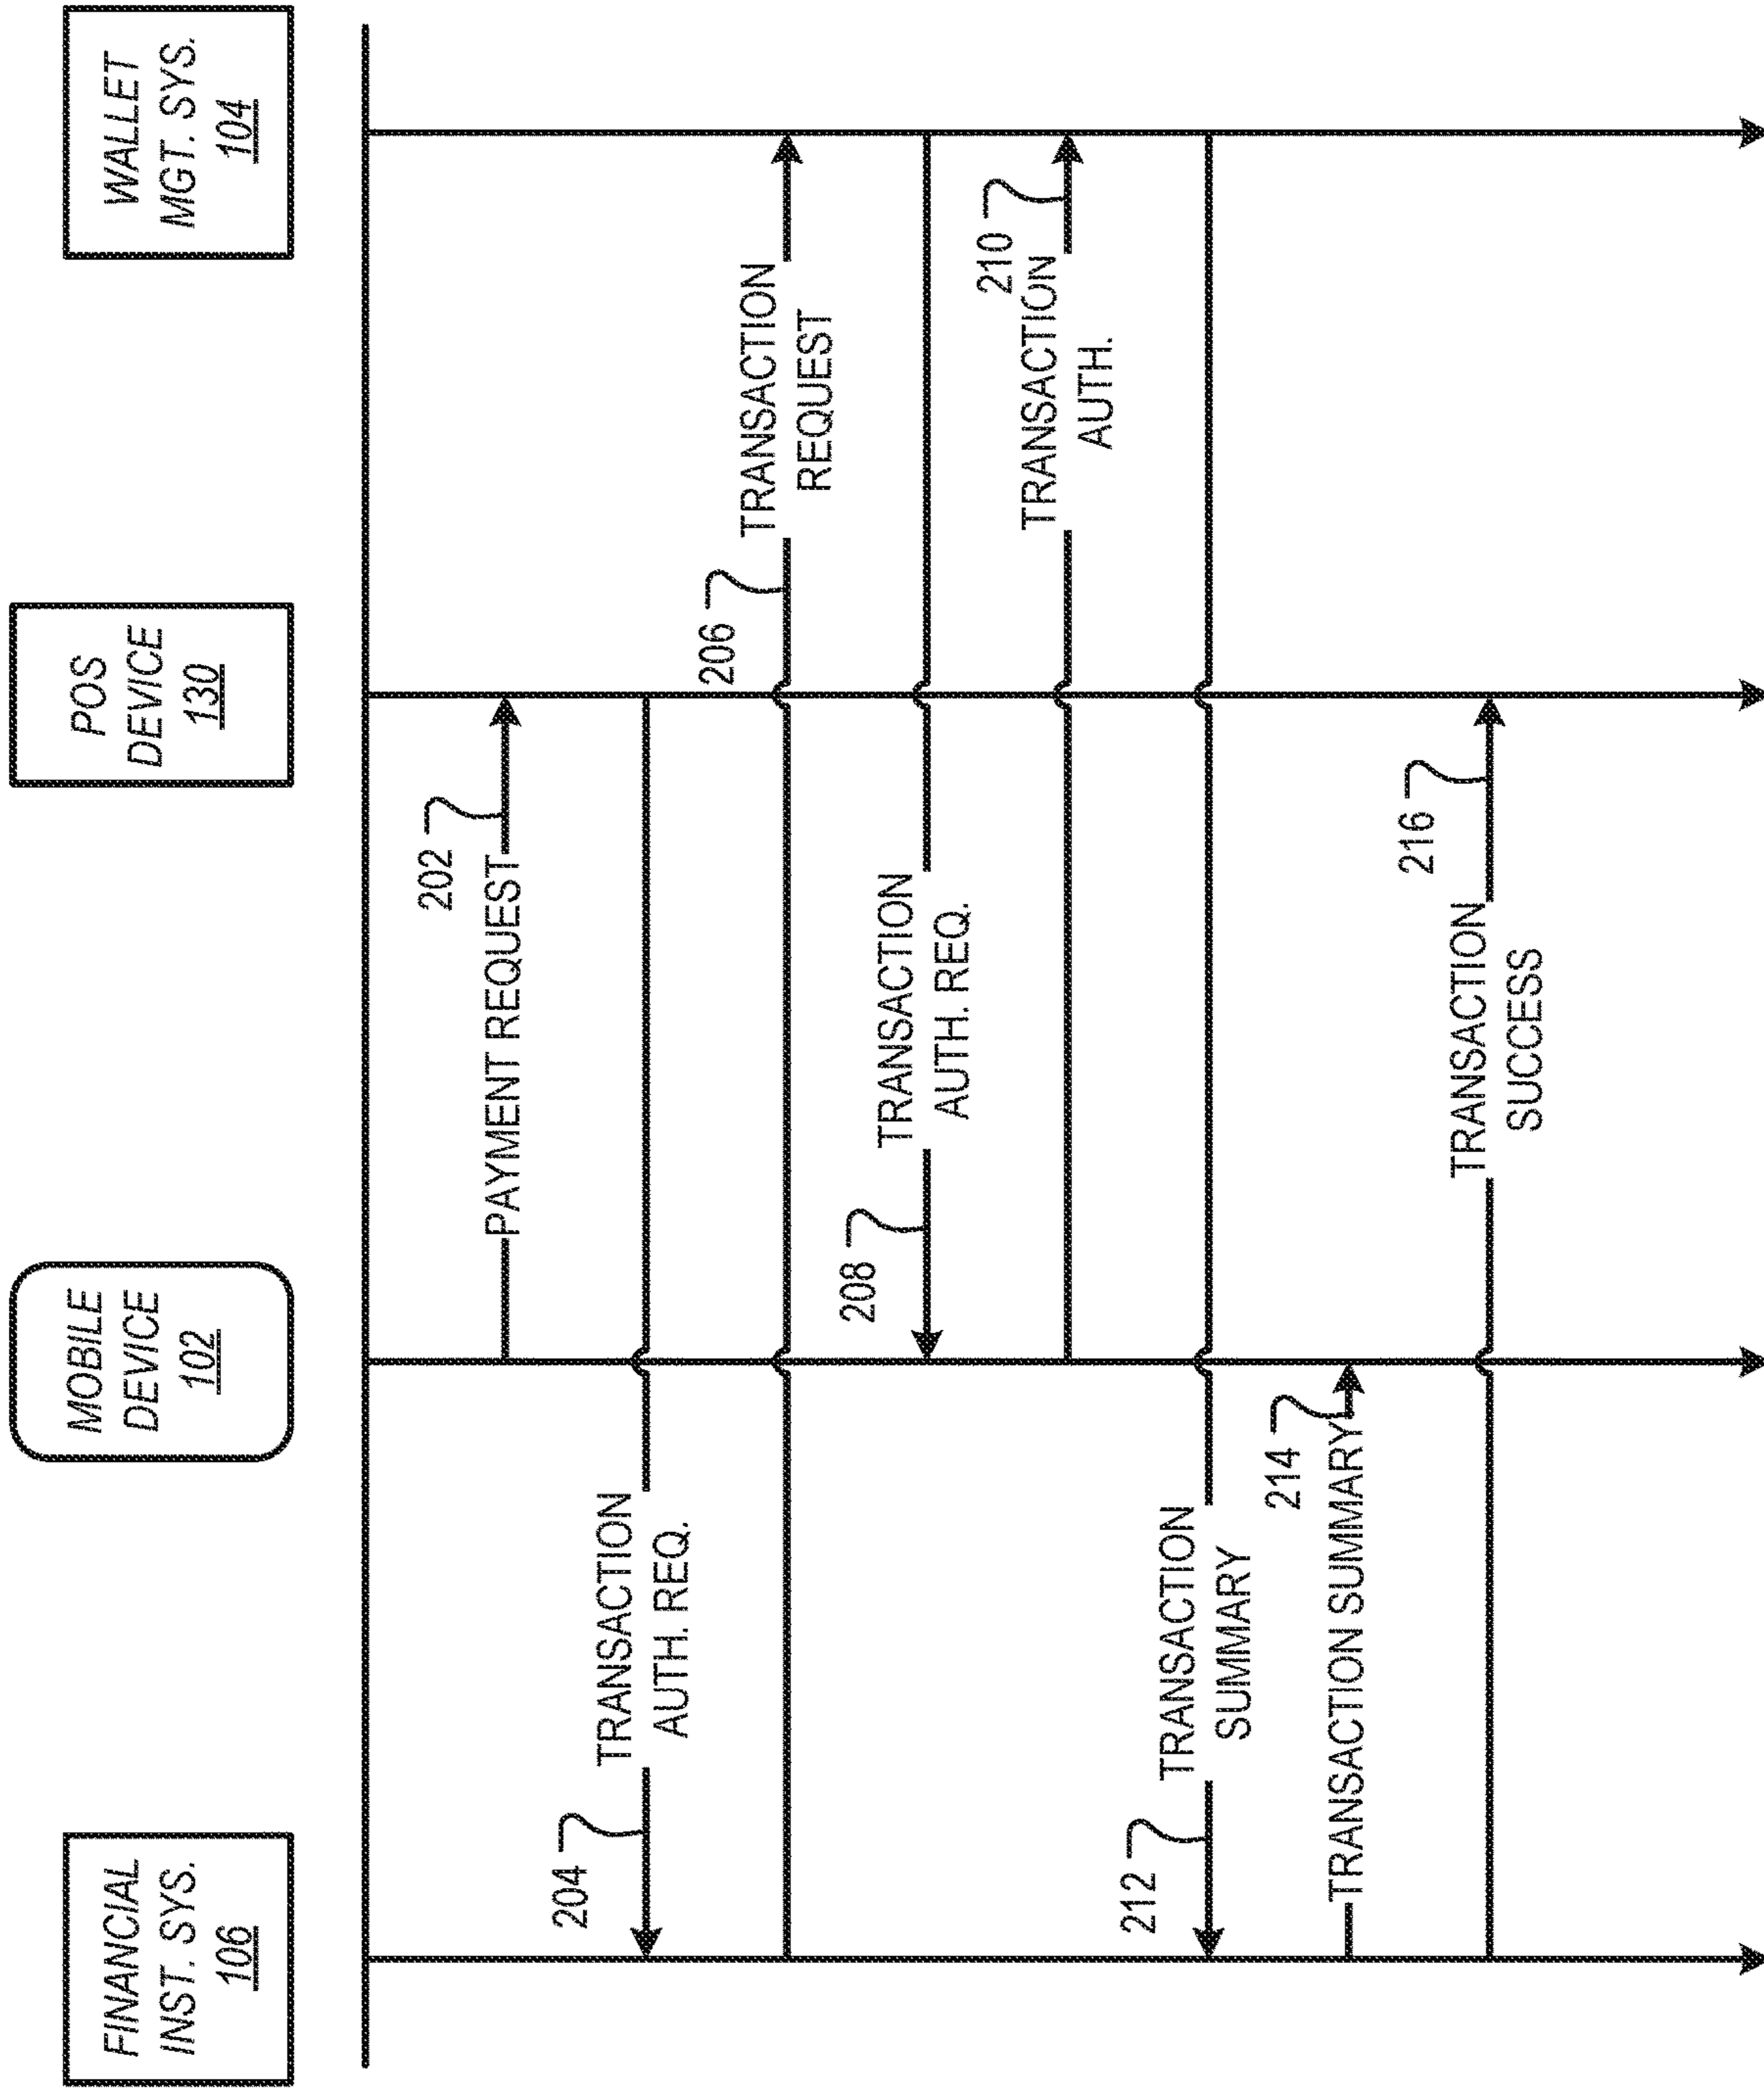 FINANCIAL
INST. SYS.
106
MOBILE
DEVICE
102
POS
DEVICE
130
WALLET
MGT. SYS.
104
202
PAYMENT REQUEST
204
TRANSACTION
AUTH. REQ.
206
TRANSACTION
REQUEST
208
TRANSACTION
AUTH. REQ.
210
TRANSACTION
AUTH.
212
TRANSACTION
SUMMARY
214
TRANSACTION SUMMARY
216
TRANSACTION
SUCCESS